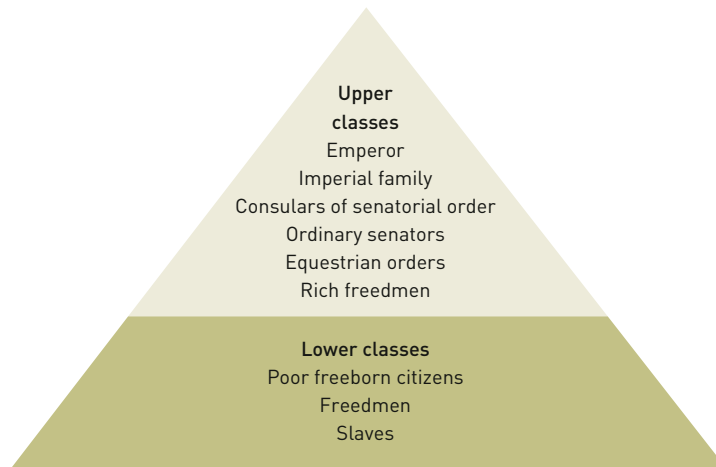 Upper
classes
Emperor
Imperial family
Consulars of senatorial order
Ordinary senators
Equestrian orders
Rich freedmen
Lower classes
Poor freeborn citizens
Freedmen
Slaves